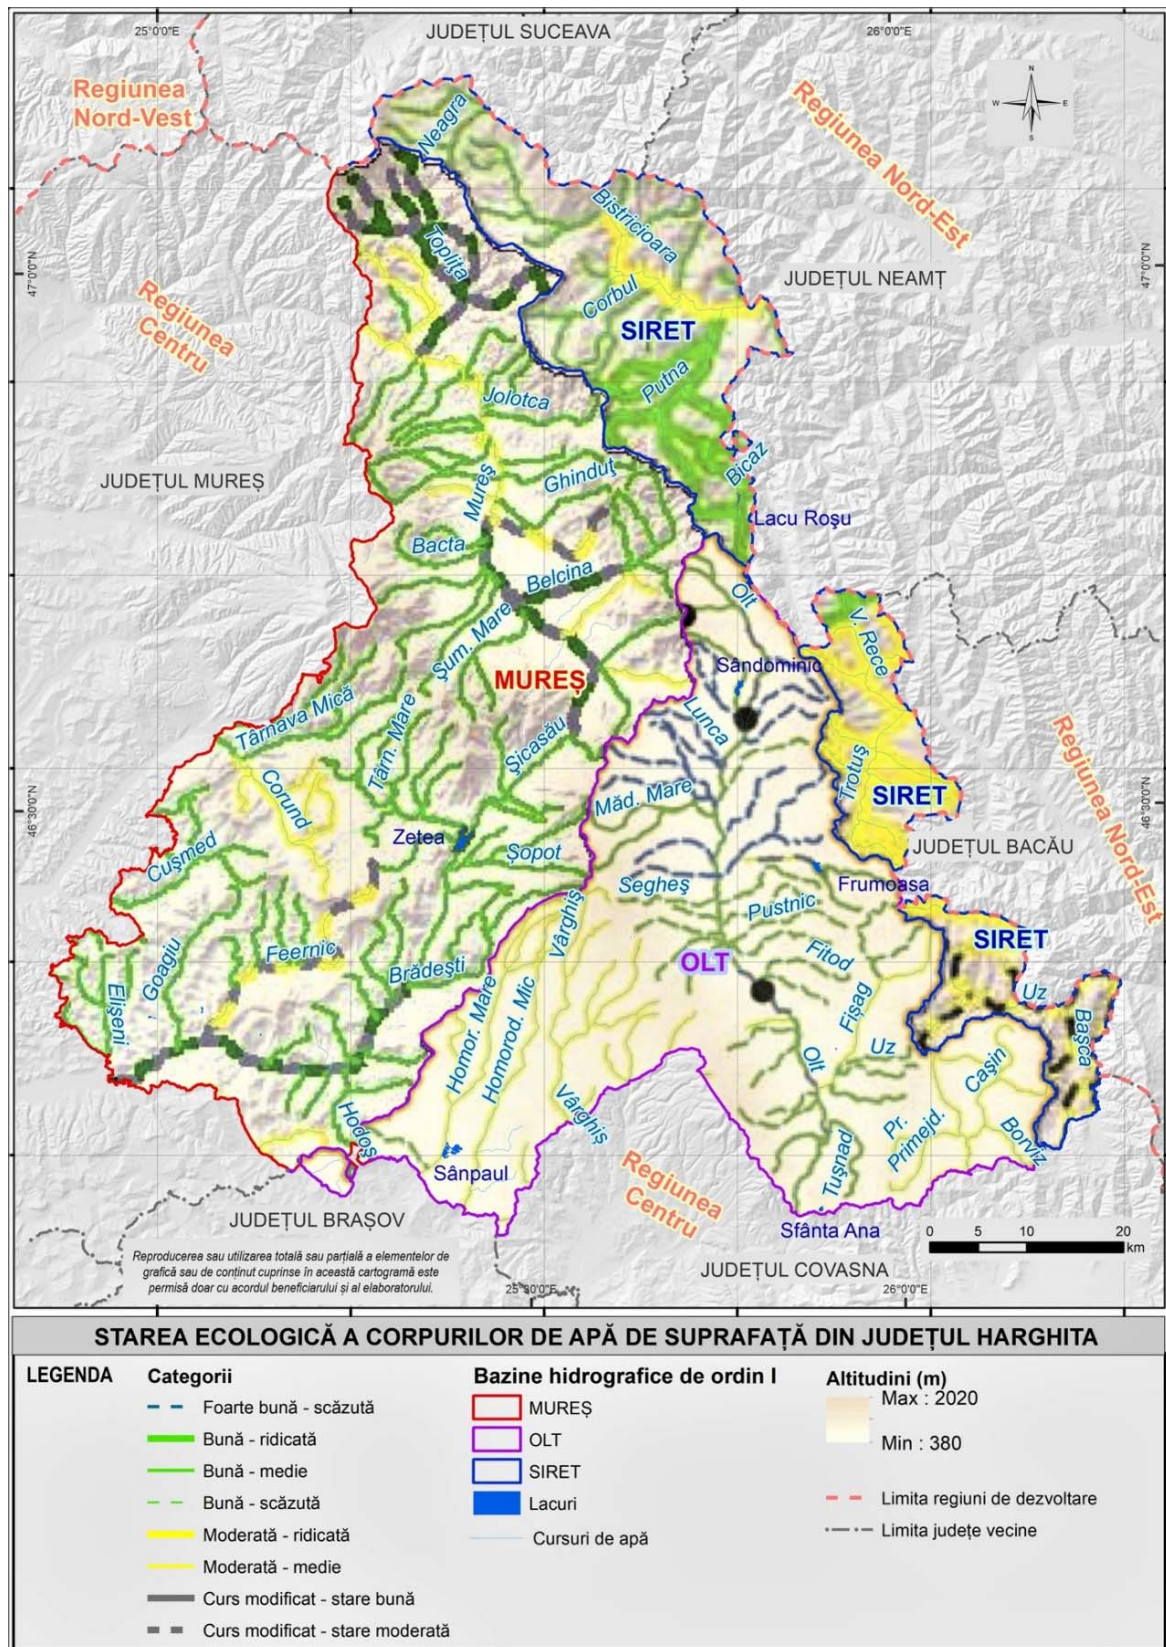 25°0'0"E
JUDEȚUL SUCEAVA
26°0'0"E
Regiunea
Nord-Vest
N
W
E
S
Regiunea Nord-Est
Neagra
Bistricioara
Toplița
47°0'0"N
47°0'0"N
JUDEȚUL NEAMȚ
Regiunea
Centru
Corbul
SIRET
Putna
Jolotca
JUDEȚUL MUREȘ
Mureș
Ghinduț
Bicaz
Lacu Roșu
Bacta
Belcina
Olt
V. Rece
Șum. Mare
Sândominic
MUREȘ
Târnava Mică
Târn. Mare
Șicasău
Lunca
Regiunea Nord-Est
Corund
Măd. Mare
Trotuș
SIRET
46°30'0"N
46°30'0"N
Zetea
Șopot
JUDEȚUL BACĂU
Cușmed
Segheș
Frumoasa
Vârghiș
Pustnic
Feernic
Goagiu
Brădești
OLT
Fitod
SIRET
Elișeni
Homor. Mare
Homorod. Mic
Fișag
Uz
Uz
Bașca
Olt
Cașin
Hodoș
Vârghiș
Pr.
Primejd.
Borviz
Tușnad
Sânpaul
Regiunea
Centru
JUDEȚUL BRAȘOV
Sfânta Ana
0 5 10 20
km
Reproducerea sau utilizarea totală sau parțială a elementelor de
grafică sau de conținut cuprinse în această cartogramă este
permisă doar cu acordul beneficiarului și al elaboratorului.
JUDEȚUL COVASNA
25°30'0"E
26°0'0"E
STAREA ECOLOGICĂ A CORPURILOR DE APĂ DE SUPRAFAȚĂ DIN JUDEȚUL HARGHITA
LEGENDA
Categorii
Foarte bună - scăzută
Bună - ridicată
Bună - medie
Bună - scăzută
Moderată - ridicată
Moderată - medie
Curs modificat - stare bună
Curs modificat - stare moderată
Bazine hidrografice de ordin I
MUREȘ
OLT
SIRET
Lacuri
Cursuri de apă
Altitudini (m)
Max : 2020
Min : 380
Limita regiuni de dezvoltare
Limita județe vecine